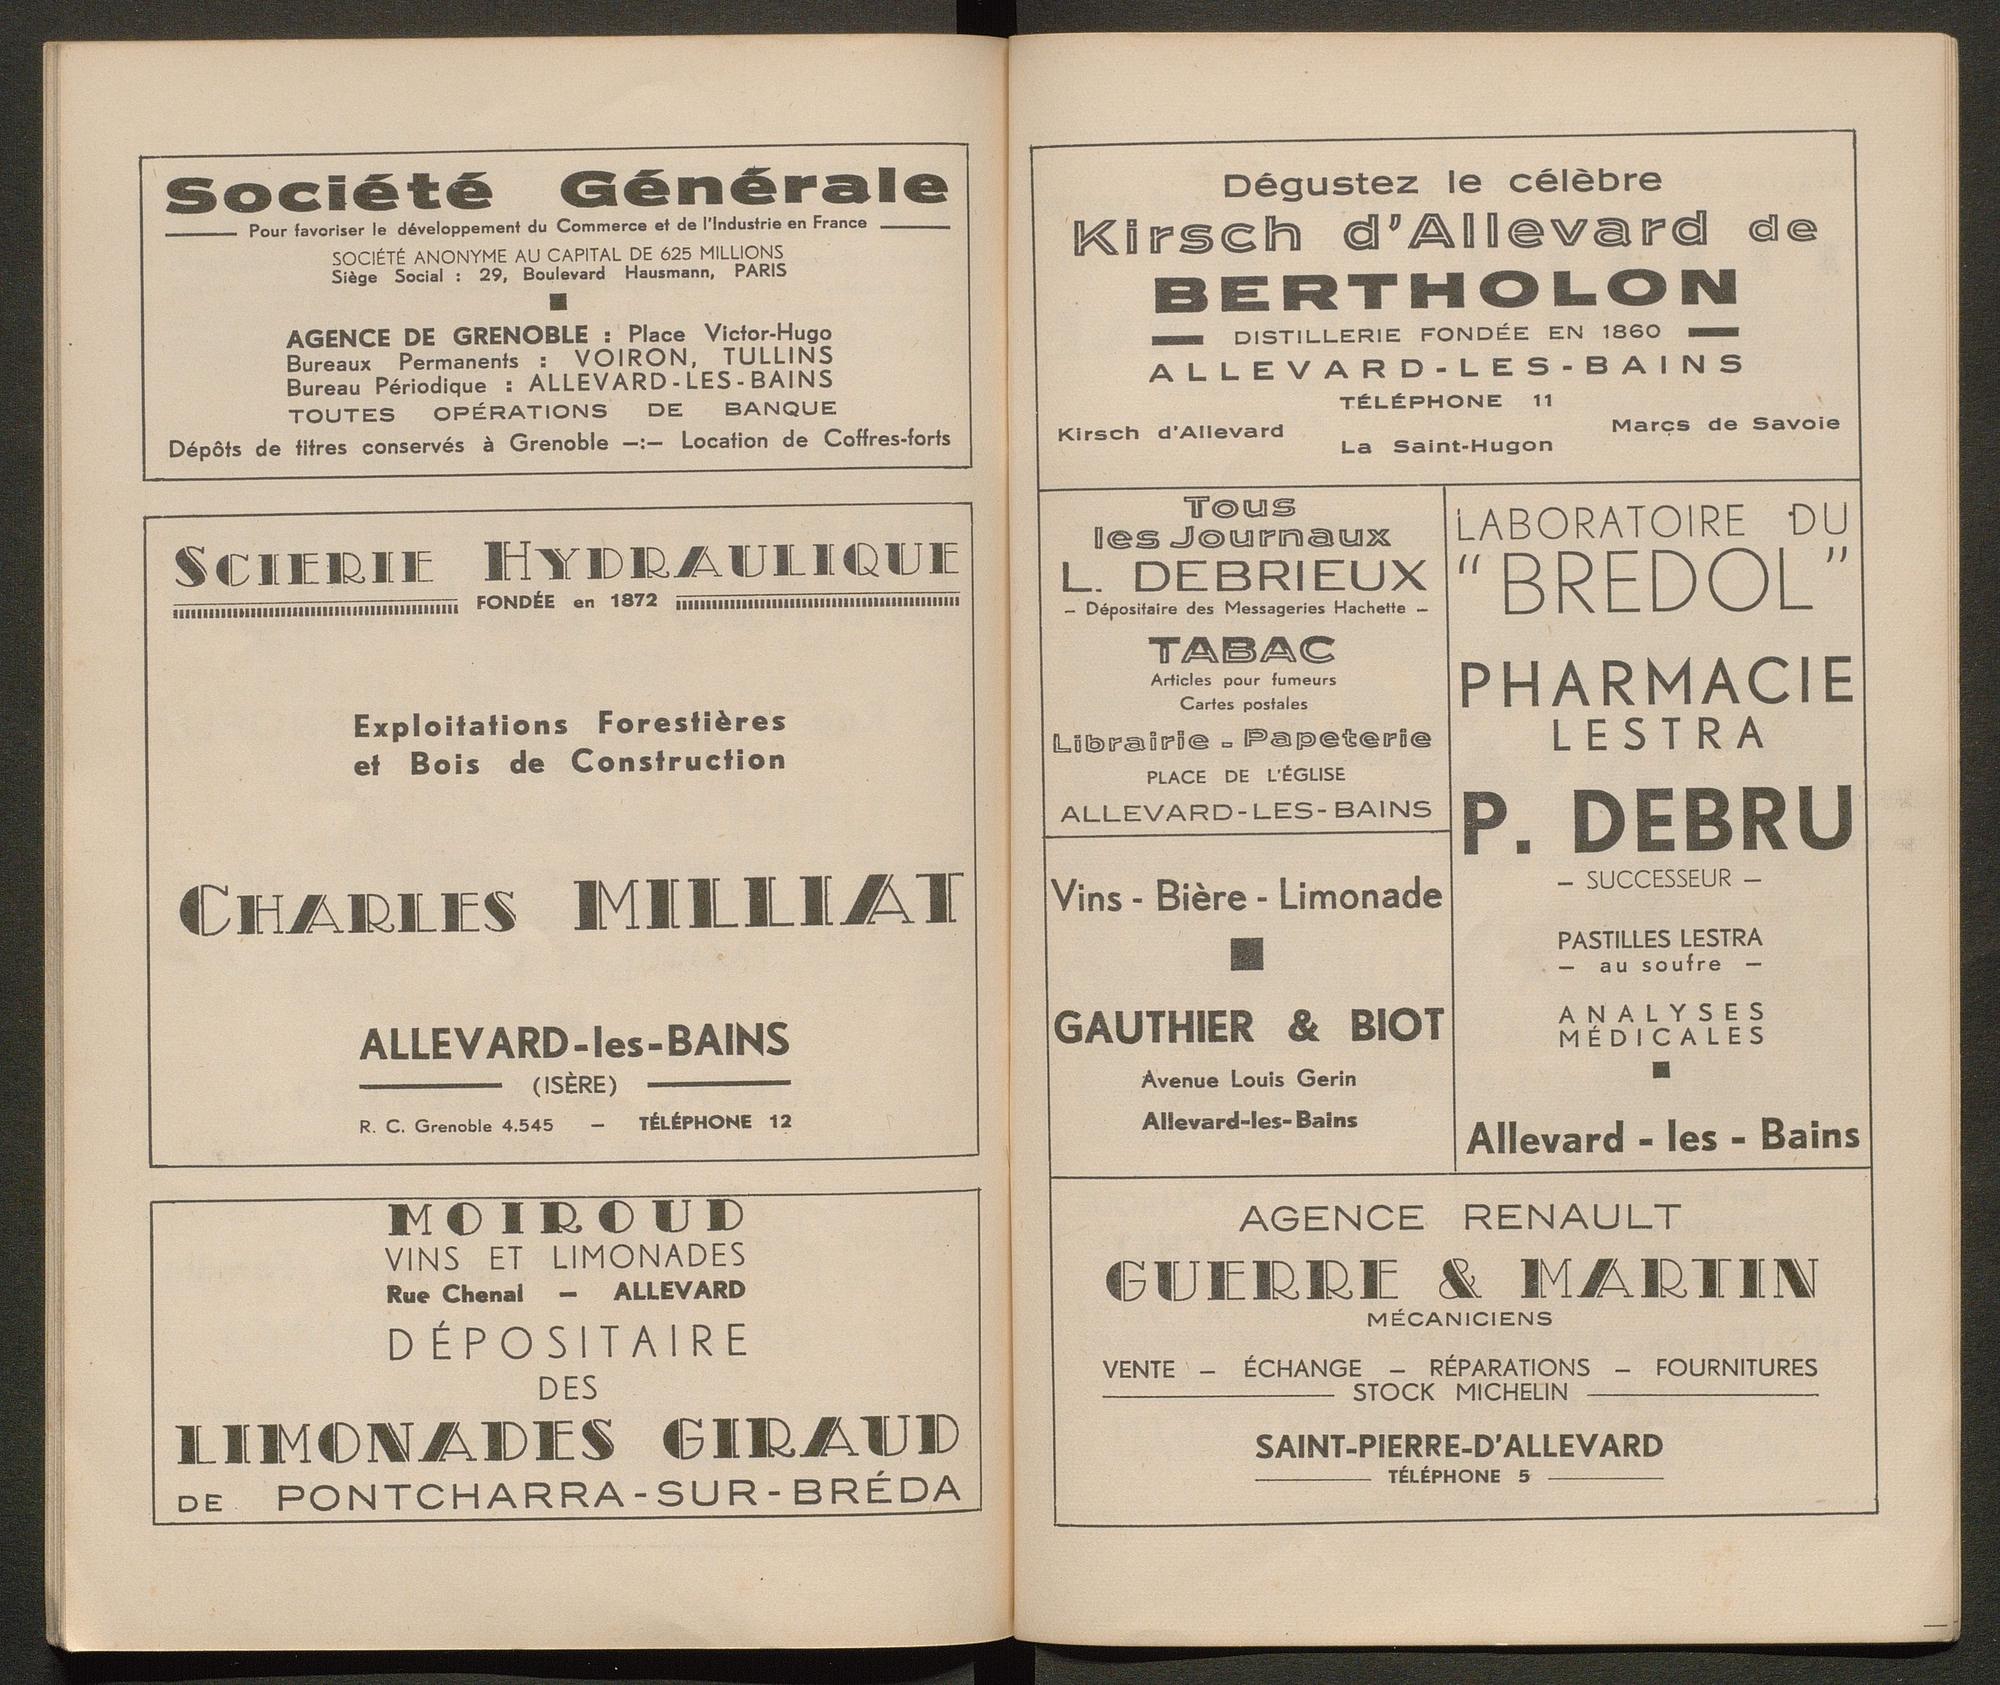 Société Générale
Pour favoriser le développement du Commerce et de l'Industrie en France
SOCIÉTÉ ANONYME AU CAPITAL DE 625 MILLIONS
Siège Social : 29, Boulevard Hausmann, PARIS
AGENCE DE GRENOBLE : Place Victor-Hugo
Bureaux Permanents : VOIRON, TULLINS
Bureau Périodique : ALLEVARD-LES-BAINS
TOUTES OPÉRATIONS DE BANQUE
Dépôts de titres conservés à Grenoble —:— Location de Coffres-forts
SCIERIE HYDRAULIQUE
FONDÉE en 1872
Exploitations Forestières
et Bois de Construction
CHARLES MILLIAT
ALLEVARD-les-BAINS
(ISÈRE)
R. C. Grenoble 4.545 — TÉLÉPHONE 12
MOIROUD
VINS ET LIMONADES
Rue Chenal — ALLEVARD
DÉPOSITAIRE
DES
LIMONADES GIRAUD
DE PONTCHARRA-SUR-BRÉDA
Dégustez le célèbre
Kirsch d'Allevard de
BERTHOLON
DISTILLERIE FONDÉE EN 1860
ALLEVARD-LES-BAINS
TÉLÉPHONE 11
Kirsch d'Allevard
La Saint-Hugon
Marçs de Savoie
Tous
les Journaux
L. DEBRIEUX
— Dépositaire des Messageries Hachette —
TABAC
Articles pour fumeurs
Cartes postales
Librairie - Papeterie
PLACE DE L'ÉGLISE
ALLEVARD-LES-BAINS
Vins - Bière - Limonade
GAUTHIER & BIOT
Avenue Louis Gerin
Allevard-les-Bains
LABORATOIRE DU
“BREDOL”
PHARMACIE
LESTRA
P. DEBRU
— SUCCESSEUR —
PASTILLES LESTRA
— au soufre —
ANALYSES
MÉDICALES
Allevard - les - Bains
AGENCE RENAULT
GUERRE & MARTIN
MÉCANICIENS
VENTE — ÉCHANGE — RÉPARATIONS — FOURNITURES
STOCK MICHELIN
SAINT-PIERRE-D'ALLEVARD
TÉLÉPHONE 5